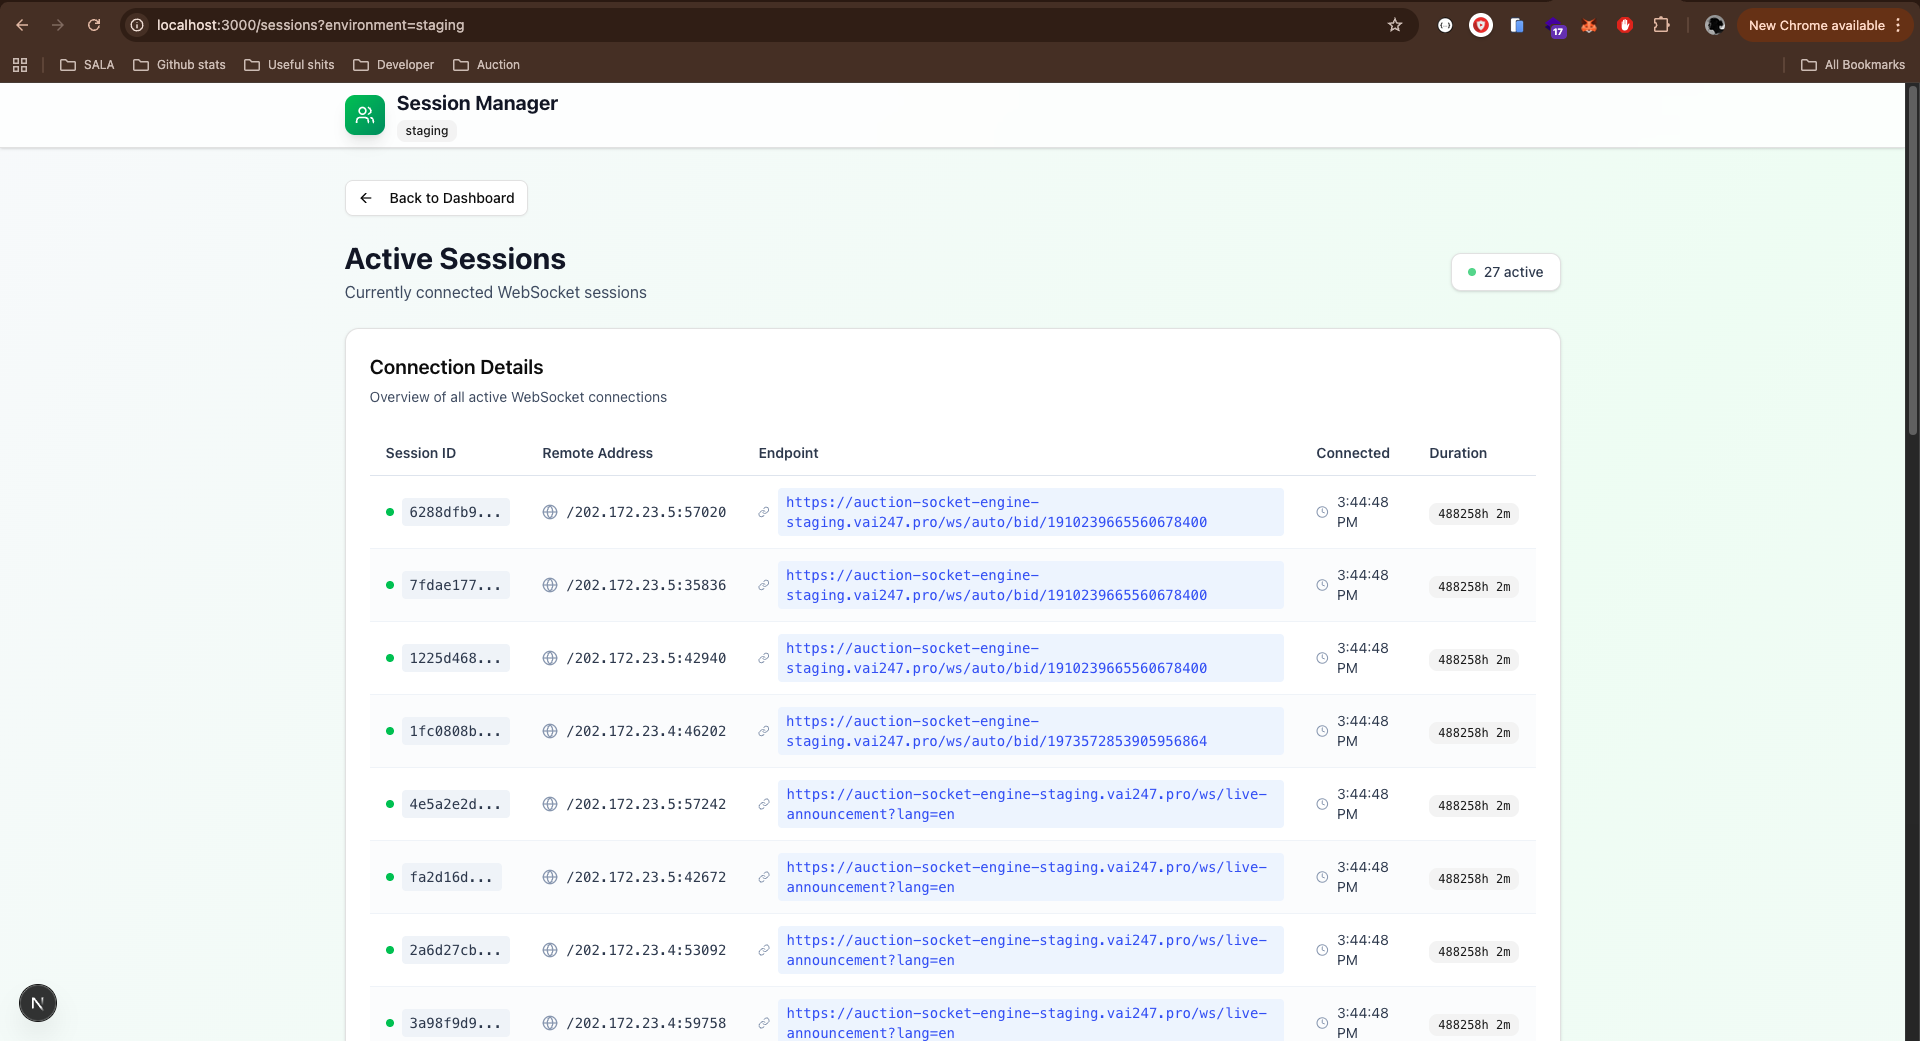 localhost:3000/sessions?environment=staging
17
New Chrome available
SALA
Github stats
Useful shits
Developer
Auction
All Bookmarks
Session Manager
staging
Back to Dashboard
Active Sessions
Currently connected WebSocket sessions
27 active
Connection Details
Overview of all active WebSocket connections
Session ID Remote Address Endpoint Connected Duration
6288dfb9... /202.172.23.5:57020 https://auction-socket-engine- 3:44:48 488258h 2m
staging.vai247.pro/ws/auto/bid/1910239665560678400 PM
7fdae177... /202.172.23.5:35836 https://auction-socket-engine- 3:44:48 488258h 2m
staging.vai247.pro/ws/auto/bid/1910239665560678400 PM
1225d468... /202.172.23.5:42940 https://auction-socket-engine- 3:44:48 488258h 2m
staging.vai247.pro/ws/auto/bid/1910239665560678400 PM
1fc0808b... /202.172.23.4:46202 https://auction-socket-engine- 3:44:48 488258h 2m
staging.vai247.pro/ws/auto/bid/1973572853905956864 PM
4e5a2e2d... /202.172.23.5:57242 https://auction-socket-engine-staging.vai247.pro/ws/live- 3:44:48 488258h 2m
announcement?lang=en PM
fa2d16d... /202.172.23.5:42672 https://auction-socket-engine-staging.vai247.pro/ws/live- 3:44:48 488258h 2m
announcement?lang=en PM
2a6d27cb... /202.172.23.4:53092 https://auction-socket-engine-staging.vai247.pro/ws/live- 3:44:48 488258h 2m
announcement?lang=en PM
3a98f9d9... /202.172.23.4:59758 https://auction-socket-engine-staging.vai247.pro/ws/live- 3:44:48 488258h 2m
announcement?lang=en PM
N